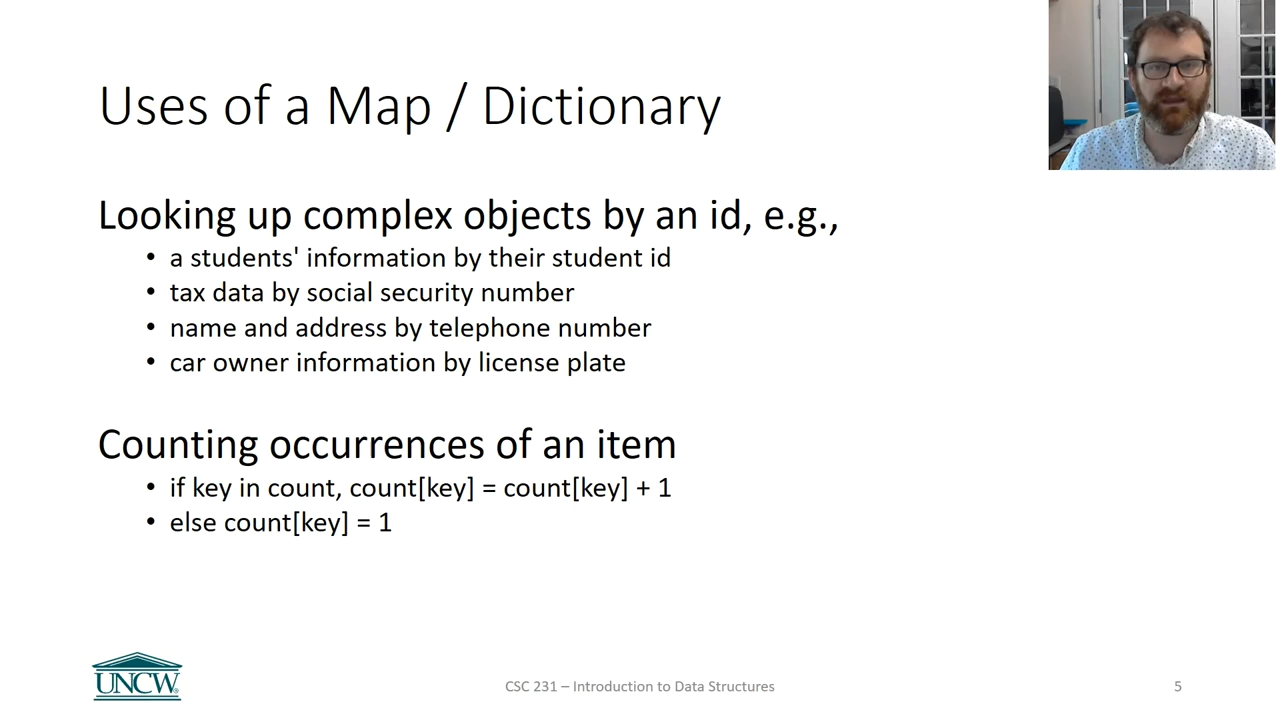 Uses of a Map / Dictionary
Looking up complex objects by an id, e.g.,
• a students' information by their student id
• tax data by social security number
• name and address by telephone number
• car owner information by license plate
Counting occurrences of an item
• if key in count, count[key] = count[key] + 1
• else count[key] = 1
UNCW
CSC 231 – Introduction to Data Structures
5